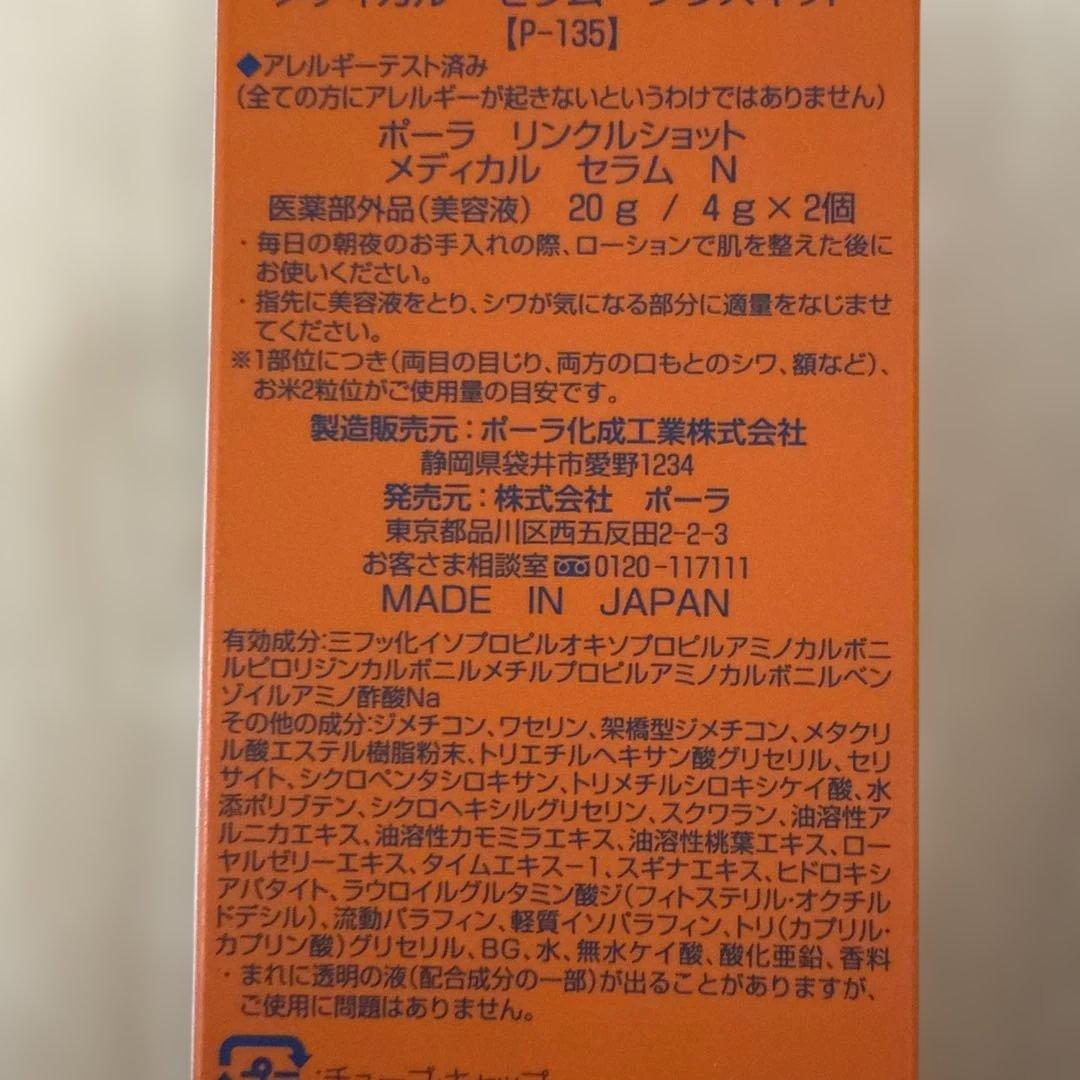 メディカル セラム
【P-135】
◆アレルギーテスト済み
(全ての方にアレルギーが起きないというわけではありません)
ポーラ リンクルショット
メディカル セラム N
医薬部外品(美容液) 20g / 4g×2個
・毎日の朝夜のお手入れの際、ローションで肌を整えた後に
お使いください。
・指先に美容液をとり、シワが気になる部分に適量をなじませ
てください。
※1部位につき(両目の目じり、両方の口もとのシワ、額など)、
お米2粒位がご使用量の目安です。
製造販売元:ポーラ化成工業株式会社
静岡県袋井市愛野1234
発売元:株式会社 ポーラ
東京都品川区西五反田2-2-3
お客さま相談室 0120-117111
MADE IN JAPAN
有効成分:三フッ化イソプロピルオキソプロピルアミノカルボニ
ルピロリジンカルボニルメチルプロピルアミノカルボニルベン
ゾイルアミノ酢酸Na
その他の成分:ジメチコン、ワセリン、架橋型ジメチコン、メタクリ
ル酸エステル樹脂粉末、トリエチルヘキサン酸グリセリル、セリ
サイト、シクロペンタシロキサン、トリメチルシロキシケイ酸、水
添ポリブテン、シクロヘキシルグリセリン、スクワラン、油溶性ア
ルニカエキス、油溶性カモミラエキス、油溶性桃葉エキス、ロー
ヤルゼリーエキス、タイムエキス-1、スギナエキス、ヒドロキシ
アパタイト、ラウロイルグルタミン酸ジ(フィトステリル・オクチル
ドデシル)、流動パラフィン、軽質イソパラフィン、トリ(カプリル・
カプリン酸)グリセリル、BG、水、無水ケイ酸、酸化亜鉛、香料
・まれに透明の液(配合成分の一部)が出ることがありますが、
ご使用に問題はありません。
:チューブ・キャップ